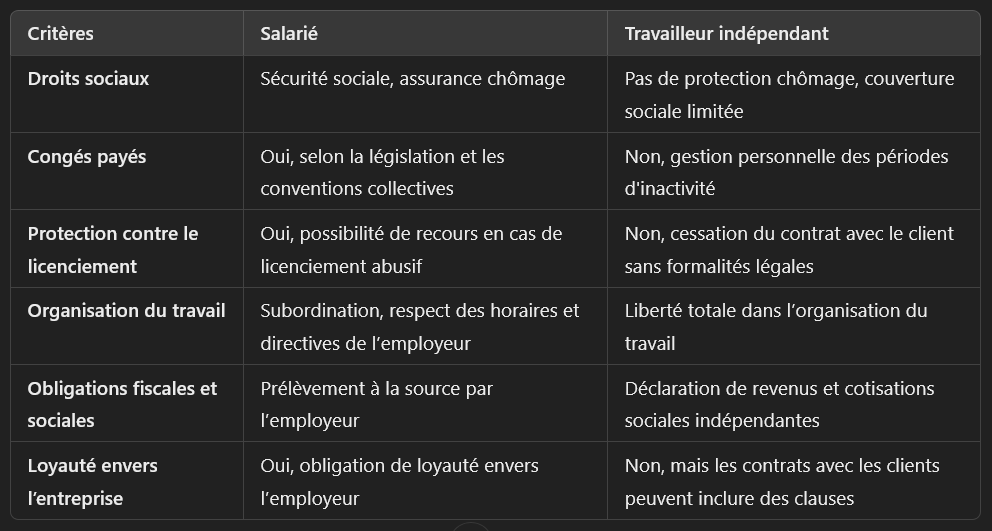 Critères
Salarié
Travailleur indépendant
Droits sociaux
Sécurité sociale, assurance chômage
Pas de protection chômage, couverture
sociale limitée
Congés payés
Oui, selon la législation et les
conventions collectives
Non, gestion personnelle des périodes
d'inactivité
Protection contre le
licenciement
Oui, possibilité de recours en cas de
licenciement abusif
Non, cessation du contrat avec le client
sans formalités légales
Organisation du travail
Subordination, respect des horaires et
directives de l’employeur
Liberté totale dans l’organisation du
travail
Obligations fiscales et
sociales
Prélèvement à la source par
l’employeur
Déclaration de revenus et cotisations
sociales indépendantes
Loyauté envers
l’entreprise
Oui, obligation de loyauté envers
l’employeur
Non, mais les contrats avec les clients
peuvent inclure des clauses